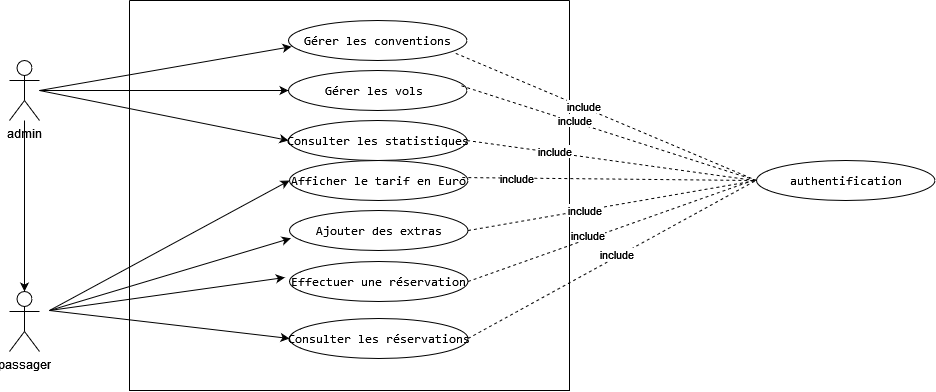 Gérer les conventions
admin
Gérer les vols
include
include
Consulter les statistiques
include
Afficher le tarif en Euro
include
authentification
Ajouter des extras
include
include
include
Effectuer une réservation
passager
Consulter les réservations